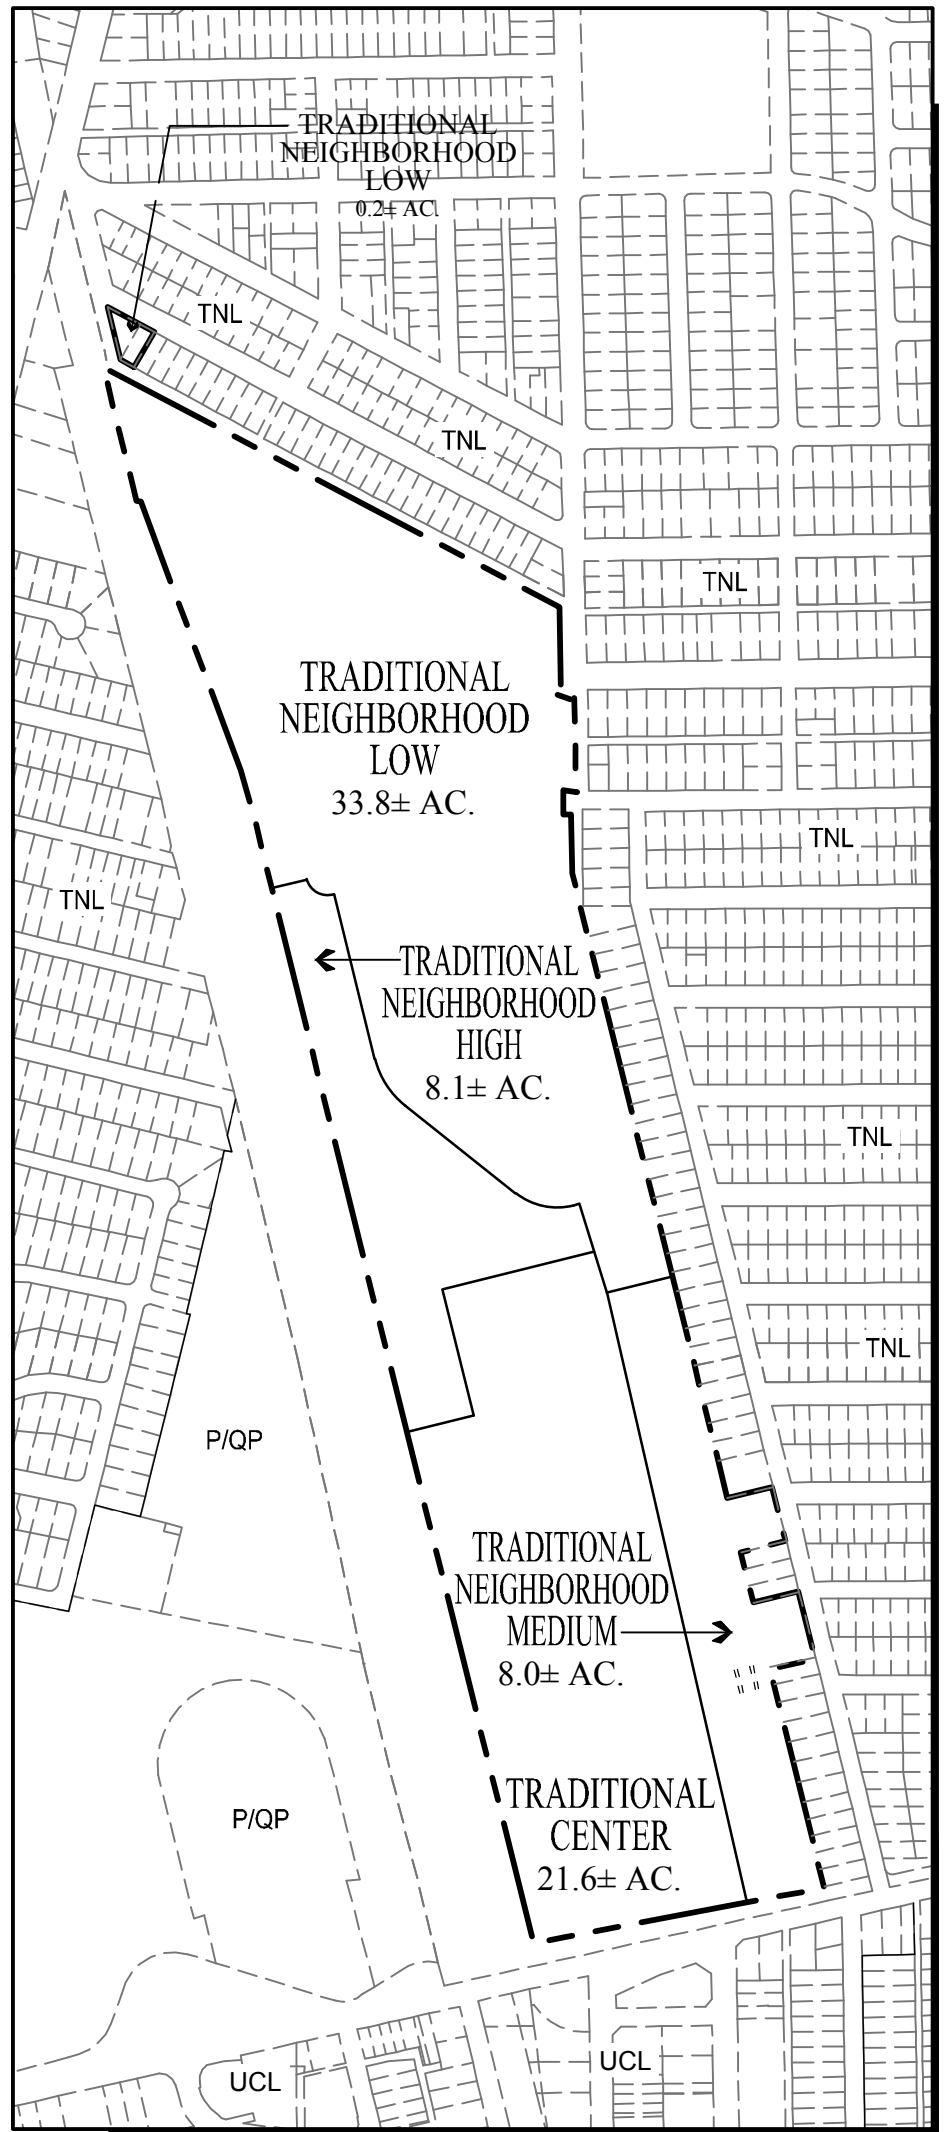 TRADITIONAL
NEIGHBORHOOD
LOW
0.2± AC.
TNL
TNL
TNL
TRADITIONAL
NEIGHBORHOOD
LOW
33.8± AC.
TNL
TNL
TRADITIONAL
NEIGHBORHOOD
HIGH
8.1± AC.
TNL
TNL
P/QP
TRADITIONAL
NEIGHBORHOOD
MEDIUM
8.0± AC.
P/QP
TRADITIONAL
CENTER
21.6± AC.
UCL
UCL